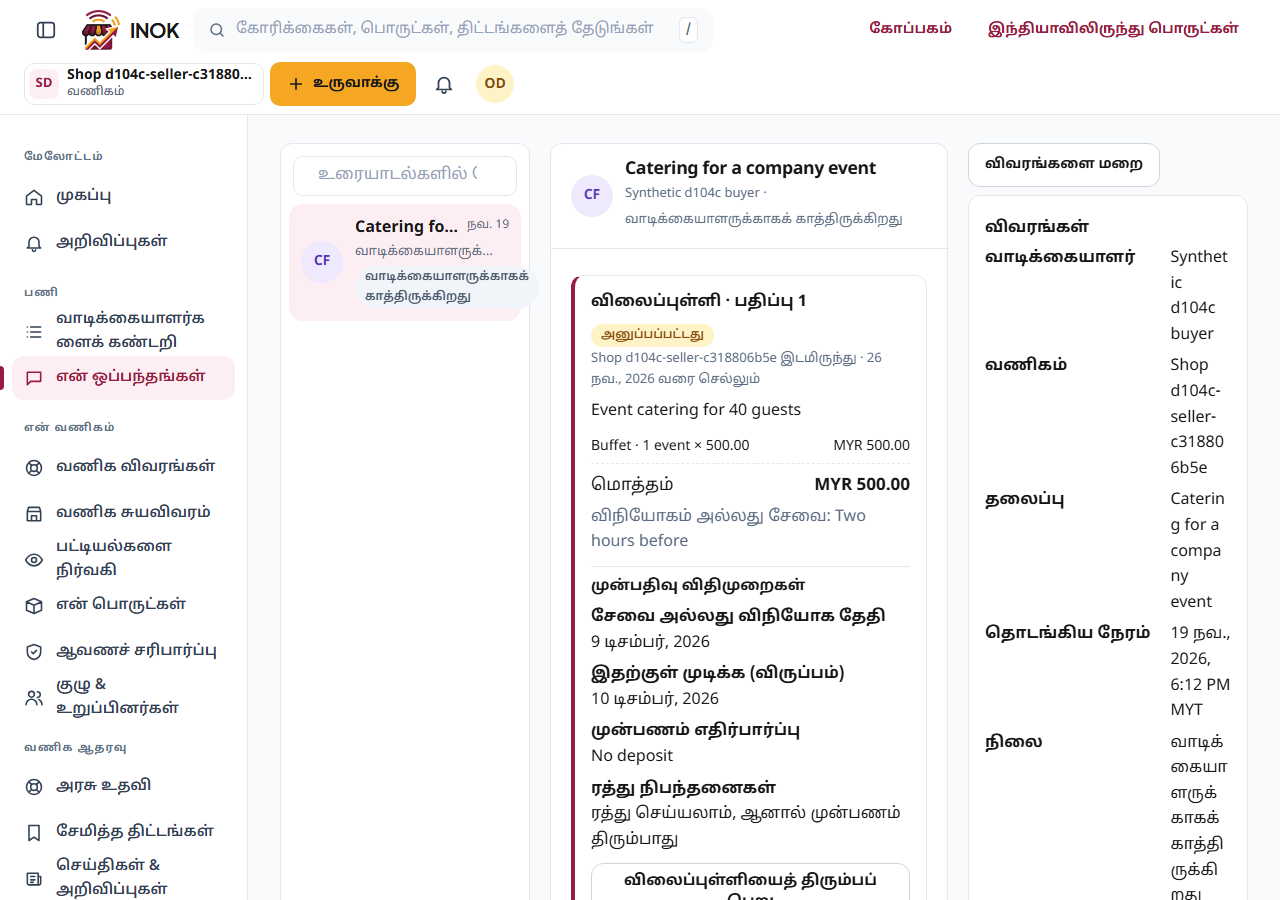 INOK
கோரிக்கைகள், பொருட்கள், திட்டங்களைத் தேடுங்கள்
/
கோப்பகம்
இந்தியாவிலிருந்து பொருட்கள்
SD
Shop d104c-seller-c31880...
வணிகம்
உருவாக்கு
OD
மேலோட்டம்
முகப்பு
அறிவிப்புகள்
பணி
வாடிக்கையாளர்க
ளைக் கண்டறி
என் ஒப்பந்தங்கள்
என் வணிகம்
வணிக விவரங்கள்
வணிக சுயவிவரம்
பட்டியல்களை
நிர்வகி
என் பொருட்கள்
ஆவணச் சரிபார்ப்பு
குழு &
உறுப்பினர்கள்
வணிக ஆதரவு
அரசு உதவி
சேமித்த திட்டங்கள்
செய்திகள் &
அறிவிப்புகள்
உரையாடல்களில்
CF
Catering fo...
நவ. 19
வாடிக்கையாளருக்...
வாடிக்கையாளருக்காகக்
காத்திருக்கிறது
CF
Catering for a company event
Synthetic d104c buyer ·
வாடிக்கையாளருக்காகக் காத்திருக்கிறது
விலைப்புள்ளி · பதிப்பு 1
அனுப்பப்பட்டது
Shop d104c-seller-c318806b5e இடமிருந்து · 26
நவ., 2026 வரை செல்லும்
Event catering for 40 guests
Buffet · 1 event × 500.00
MYR 500.00
மொத்தம்
MYR 500.00
விநியோகம் அல்லது சேவை: Two
hours before
முன்பதிவு விதிமுறைகள்
சேவை அல்லது விநியோக தேதி
9 டிசம்பர், 2026
இதற்குள் முடிக்க (விருப்பம்)
10 டிசம்பர், 2026
முன்பணம் எதிர்பார்ப்பு
No deposit
ரத்து நிபந்தனைகள்
ரத்து செய்யலாம், ஆனால் முன்பணம்
திரும்பாது
விலைப்புள்ளியைத் திரும்பப்
பெறு
விவரங்களை மறை
விவரங்கள்
வாடிக்கையாளர்
Synthet
ic
d104c
buyer
வணிகம்
Shop
d104c-
seller-
c31880
6b5e
தலைப்பு
Caterin
g for a
compa
ny
event
தொடங்கிய நேரம்
19 நவ.,
2026,
6:12 PM
MYT
நிலை
வாடிக்
கையா
ளருக்
காகக்
காத்தி
ருக்கி
றது